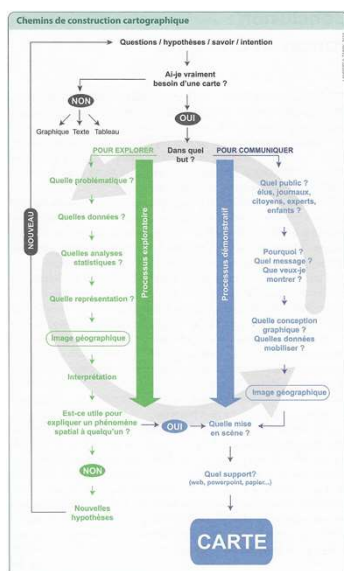 Chemins de construction cartographique
Questions / hypothèses / savoir / intention
Ai-je vraiment
besoin d'une carte ?
NON
OUI
Graphique Texte Tableau
POUR EXPLORER
Dans quel
but ?
POUR COMMUNIQUER
NOUVEAU
Quelle problématique ?
Quelles données ?
Quelles analyses
statistiques ?
Quelle représentation ?
Image géographique
Interprétation
Est-ce utile pour
expliquer un phénomène
spatial à quelqu'un ?
NON
Nouvelles
hypothèses
Processus exploratoire
Processus démonstratif
OUI
Quel public ?
élus, journaux,
citoyens, experts,
enfants ?
Pourquoi ?
Quel message ?
Que veux-je
montrer ?
Quelle conception
graphique ?
Quelles données
mobiliser ?
Image géographique
Quelle mise
en scène ?
Quel support?
(web, powerpoint, papier...)
CARTE